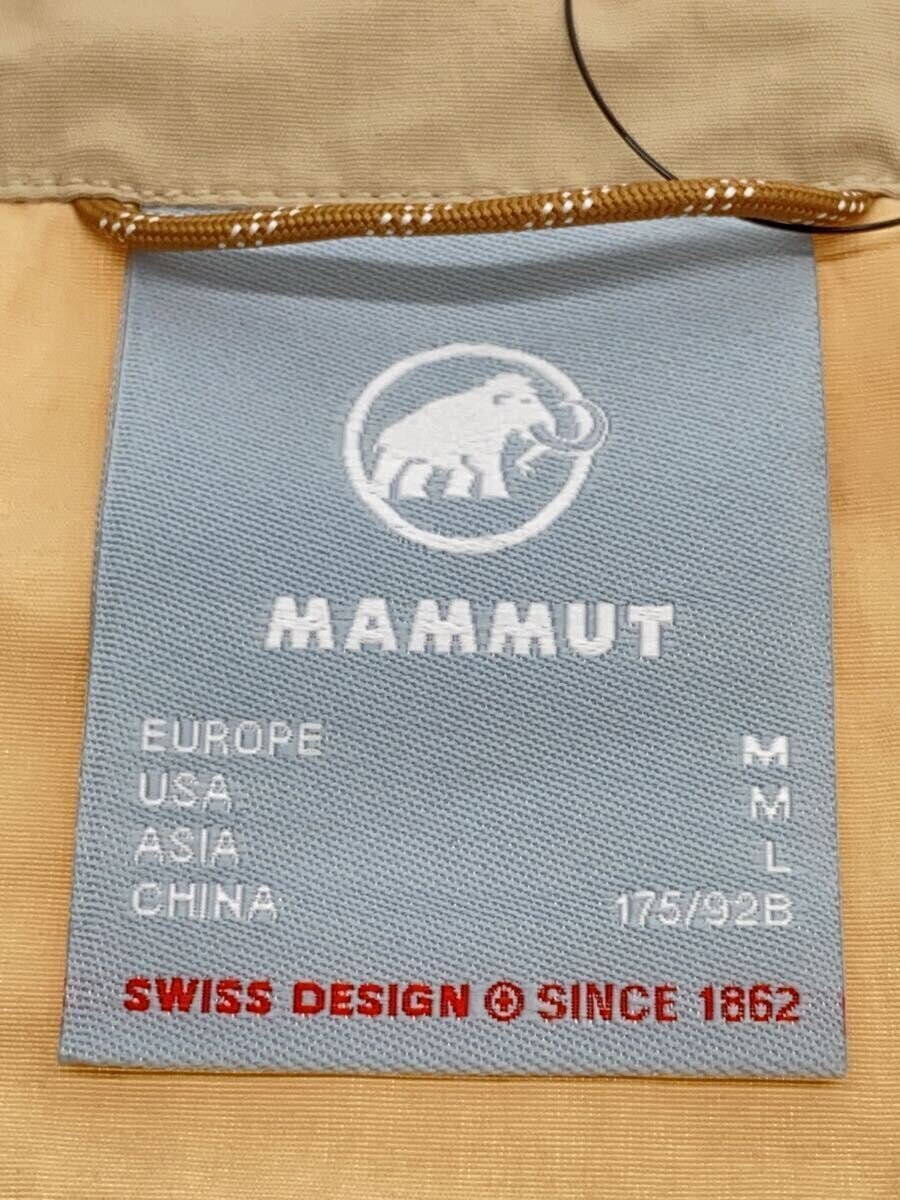 MAMMUT
EUROPE M
USA M
ASIA L
CHINA 175/92B
SWISS DESIGN SINCE 1862